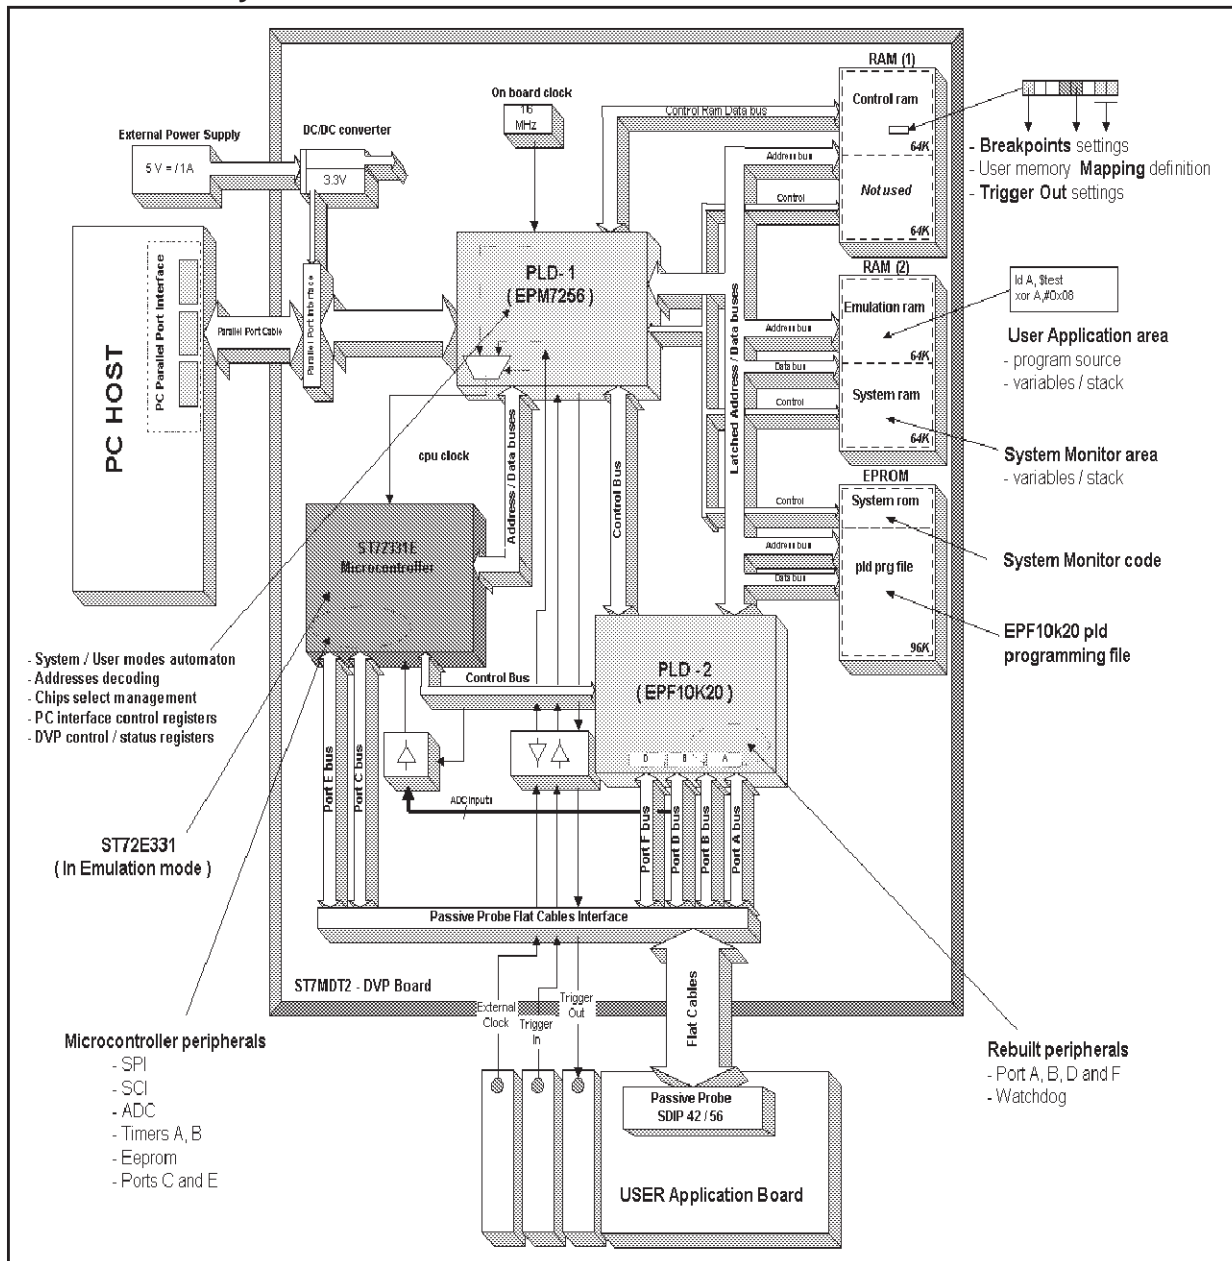 RAM (1)
Control ram
64K
Not used
64K
On board clock
16
MHz
Control Ram Data bus
Address bus
Control
- Breakpoints settings
- User memory Mapping definition
- Trigger Out settings
External Power Supply
5 V = / 1A
DC/DC converter
3.3V
PC HOST
PC Parallel Port Interface
Parallel Port Cable
Parallel Port Interface
PLD- 1
( EPM7256 )
RAM (2)
Emulation ram
64K
System ram
64K
Address bus
Data bus
Control
ld A, $test
xor A,#0x08
User Application area
- program source
- variables / stack
System Monitor area
- variables / stack
Latched Address / Data buses
cpu clock
Address / Data buses
Control Bus
EPROM
System rom
pld prg file
96K
Control
Address bus
Data bus
System Monitor code
EPF10k20 pld
programming file
ST72331E
Microcontroller
- System / User modes automaton
- Addresses decoding
- Chips select management
- PC interface control registers
- DVP control / status registers
Control Bus
PLD - 2
( EPF10K20 )
D
B
A
Port E bus
Port C bus
ADC inputs
Port F bus
Port D bus
Port B bus
Port A bus
ST72E331
( In Emulation mode )
Passive Probe Flat Cables Interface
ST7MDT2 - DVP Board
External
Clock
Trigger
In
Trigger
Out
Flat Cables
Microcontroller peripherals
- SPI
- SCI
- ADC
- Timers A, B
- Eeprom
- Ports C and E
Rebuilt peripherals
- Port A, B, D and F
- Watchdog
Passive Probe
SDIP 42 / 56
USER Application Board